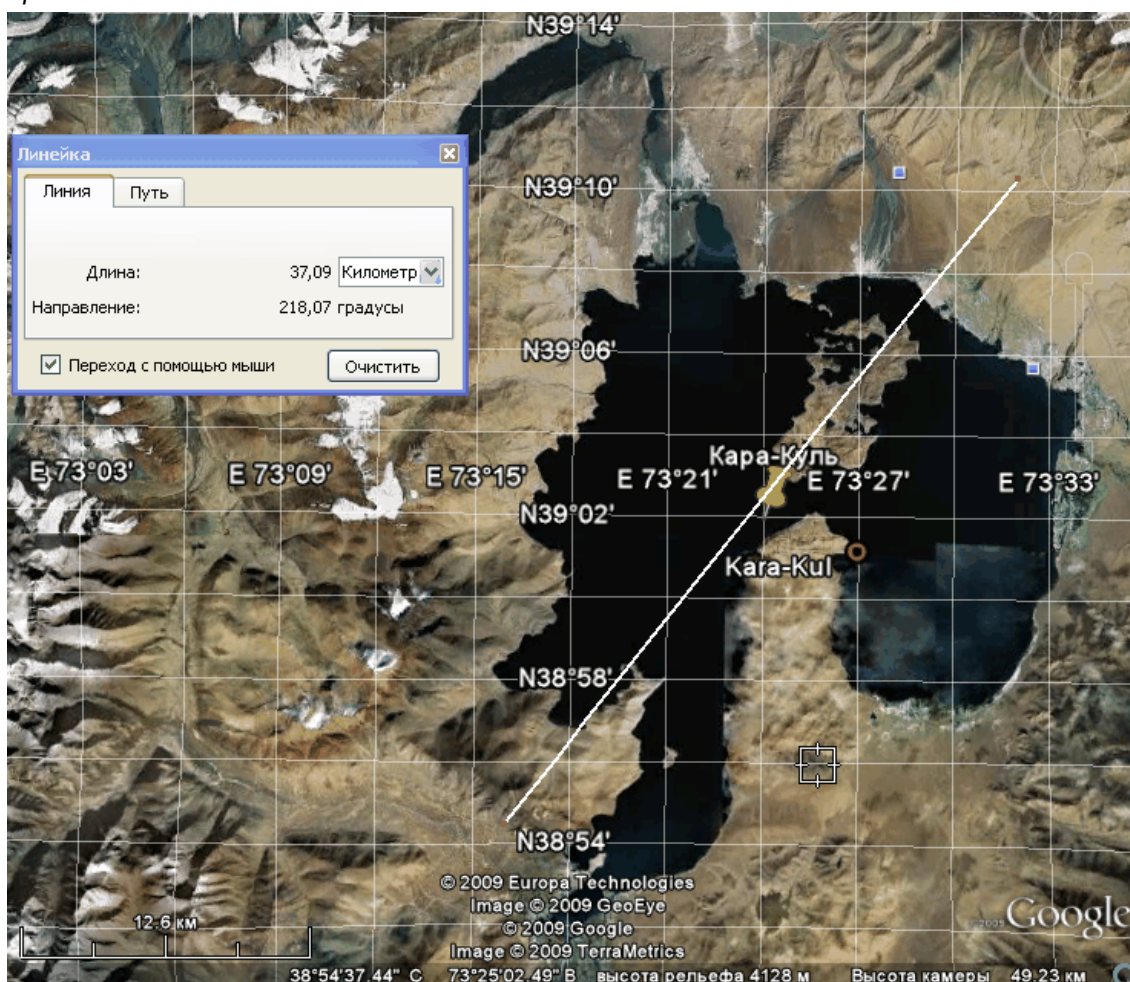 N39°14'
Линейка
Линия Путь
Длина: 37,09 Километр
Направление: 218,07 градусы
Переход с помощью мыши Очистить
N39°10'
N39°06'
Кара-Куль
E 73°03' E 73°09' E 73°15' E 73°21' E 73°27' E 73°33'
N39°02'
Kara-Kul
N38°58'
N38°54'
© 2009 Europa Technologies
Image © 2009 GeoEye
© 2009 Google
Image © 2009 TerraMetrics
12.6 км
©2009 Google
38°54'37.44" С 73°25'02.49" В высота рельефа 4128 м Высота камеры 49.23 км